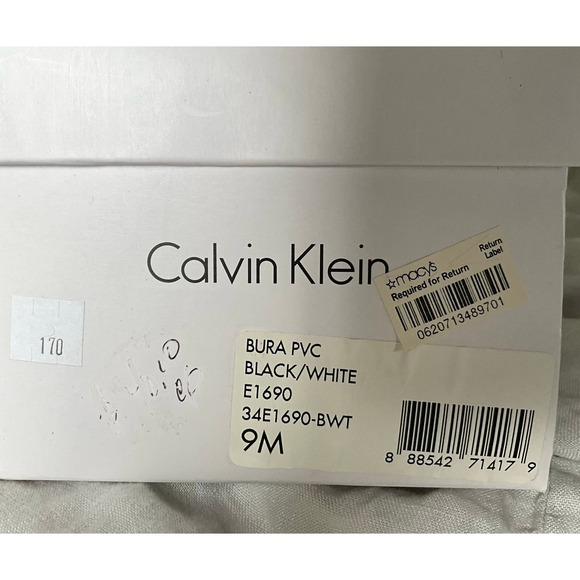 Calvin Klein
☆macy's
Return
Label
Required for Return
0620713489701
170
BURA PVC
BLACK/WHITE
E1690
34E1690-BWT
9M
8 88542 71417 9